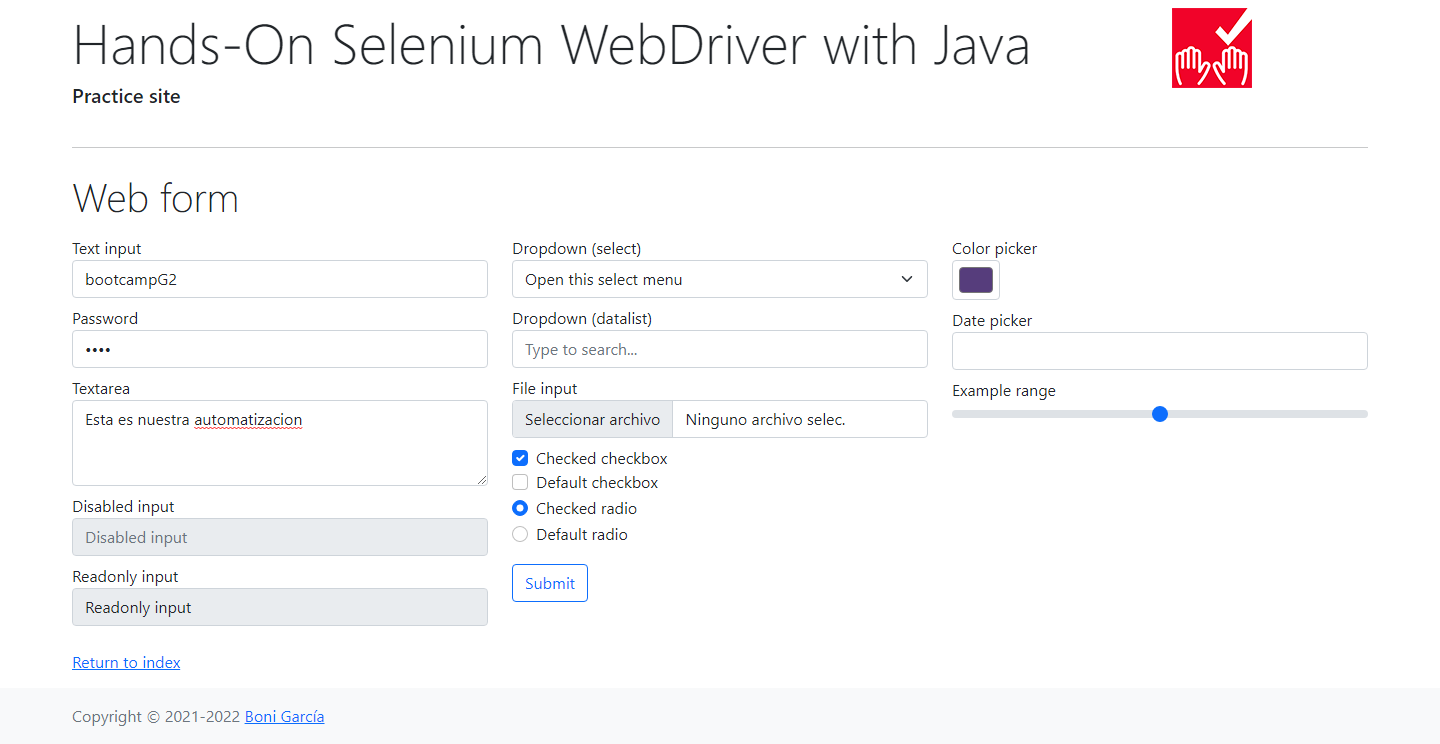 Hands-On Selenium WebDriver with Java
Practice site
Web form
Text input
bootcampG2
Password
••••
Textarea
Esta es nuestra automatizacion
Disabled input
Disabled input
Readonly input
Readonly input
Dropdown (select)
Open this select menu
Dropdown (datalist)
Type to search...
File input
Seleccionar archivo Ninguno archivo selec.
Checked checkbox
Default checkbox
Checked radio
Default radio
Submit
Color picker
Date picker
Example range
Return to index
Copyright © 2021-2022 Boni García